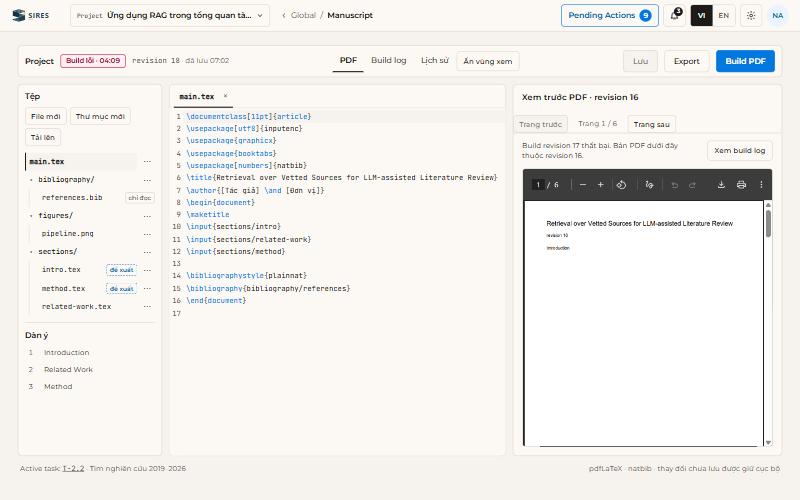 SIRES
Project Ứng dụng RAG trong tổng quan tà...
Global / Manuscript
Pending Actions 9
3
VI EN
NA
Project Build lỗi · 04:09 revision 18 · đã lưu 07:02
PDF Build log Lịch sử Ẩn vùng xem
Lưu Export Build PDF
Tệp
File mới Thư mục mới
Tải lên
main.tex ...
bibliography/
references.bib chỉ đọc
figures/
pipeline.png ...
sections/
intro.tex đề xuất ...
method.tex đề xuất ...
related-work.tex ...
Dàn ý
1 Introduction
2 Related Work
3 Method
main.tex ×
1 \documentclass[11pt]{article}
2 \usepackage[utf8]{inputenc}
3 \usepackage{graphicx}
4 \usepackage{booktabs}
5 \usepackage[numbers]{natbib}
6 \title{Retrieval over Vetted Sources for LLM-assisted Literature Review}
7 \author{[Tác giả] \and [Đơn vị]}
8 \begin{document}
9 \maketitle
10 \input{sections/intro}
11 \input{sections/related-work}
12 \input{sections/method}
13
14 \bibliographystyle{plainnat}
15 \bibliography{bibliography/references}
16 \end{document}
17
Xem trước PDF · revision 16
Trang trước Trang 1 / 6 Trang sau
Build revision 17 thất bại. Bản PDF dưới đây
thuộc revision 16.
Xem build log
1 / 6
Retrieval over Vetted Sources for LLM-assisted Literature Review
revision 16
Introduction
Active task T-2.2 · Tìm nghiên cứu 2019–2026
pdfLaTeX · natbib · thay đổi chưa lưu được giữ cục bộ